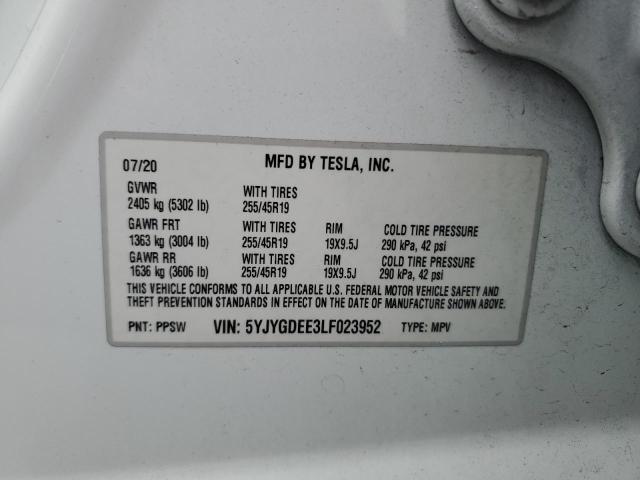 07/20 MFD BY TESLA, INC.
GVWR WITH TIRES
2405 kg (5302 lb) 255/45R19
GAWR FRT WITH TIRES RIM COLD TIRE PRESSURE
1363 kg (3004 lb) 255/45R19 19X9.5J 290 kPa, 42 psi
GAWR RR WITH TIRES RIM COLD TIRE PRESSURE
1636 kg (3606 lb) 255/45R19 19X9.5J 290 kPa, 42 psi
THIS VEHICLE CONFORMS TO ALL APPLICABLE U.S. FEDERAL MOTOR VEHICLE SAFETY AND
THEFT PREVENTION STANDARDS IN EFFECT ON THE DATE OF MANUFACTURE SHOWN ABOVE.
PNT: PPSW VIN: 5YJYGDEE3LF023952 TYPE: MPV